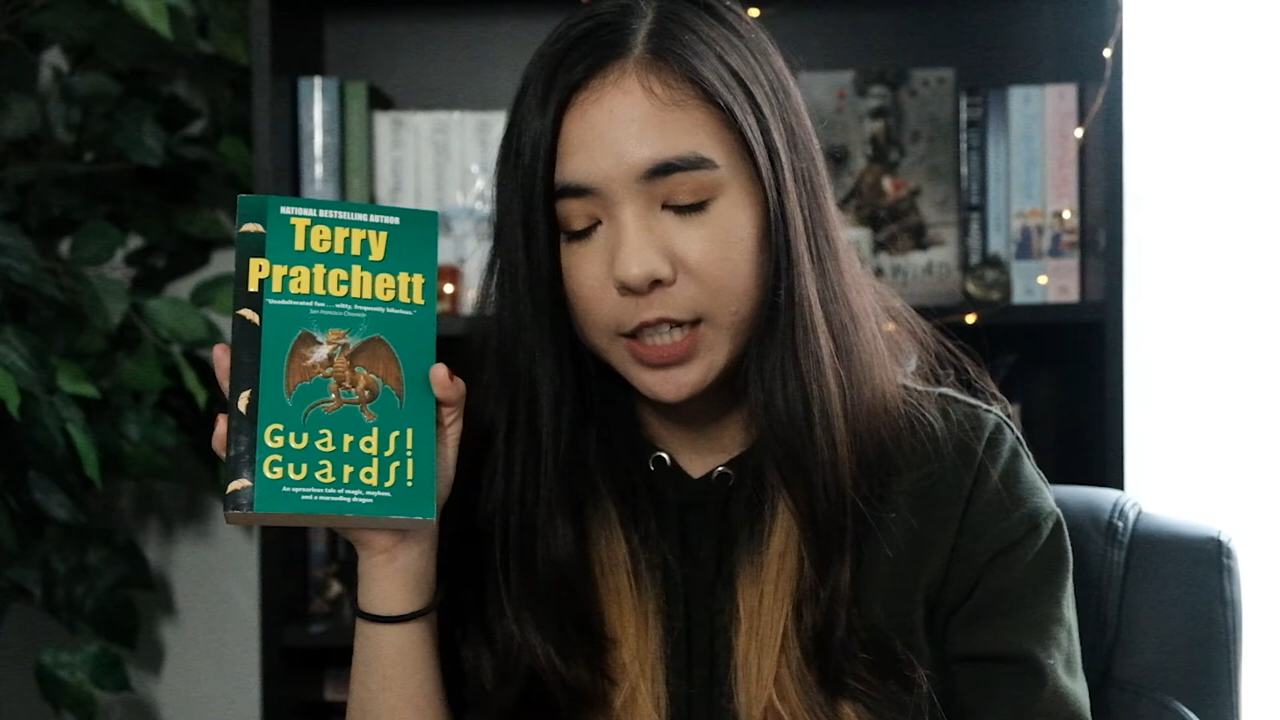 NATIONAL BESTSELLING AUTHOR
Terry
Pratchett
"Unadulterated fun . . . witty, frequently hilarious."
San Francisco Chronicle
Guards!
Guards!
An uproarious tale of magic, mayhem,
and a marauding dragon